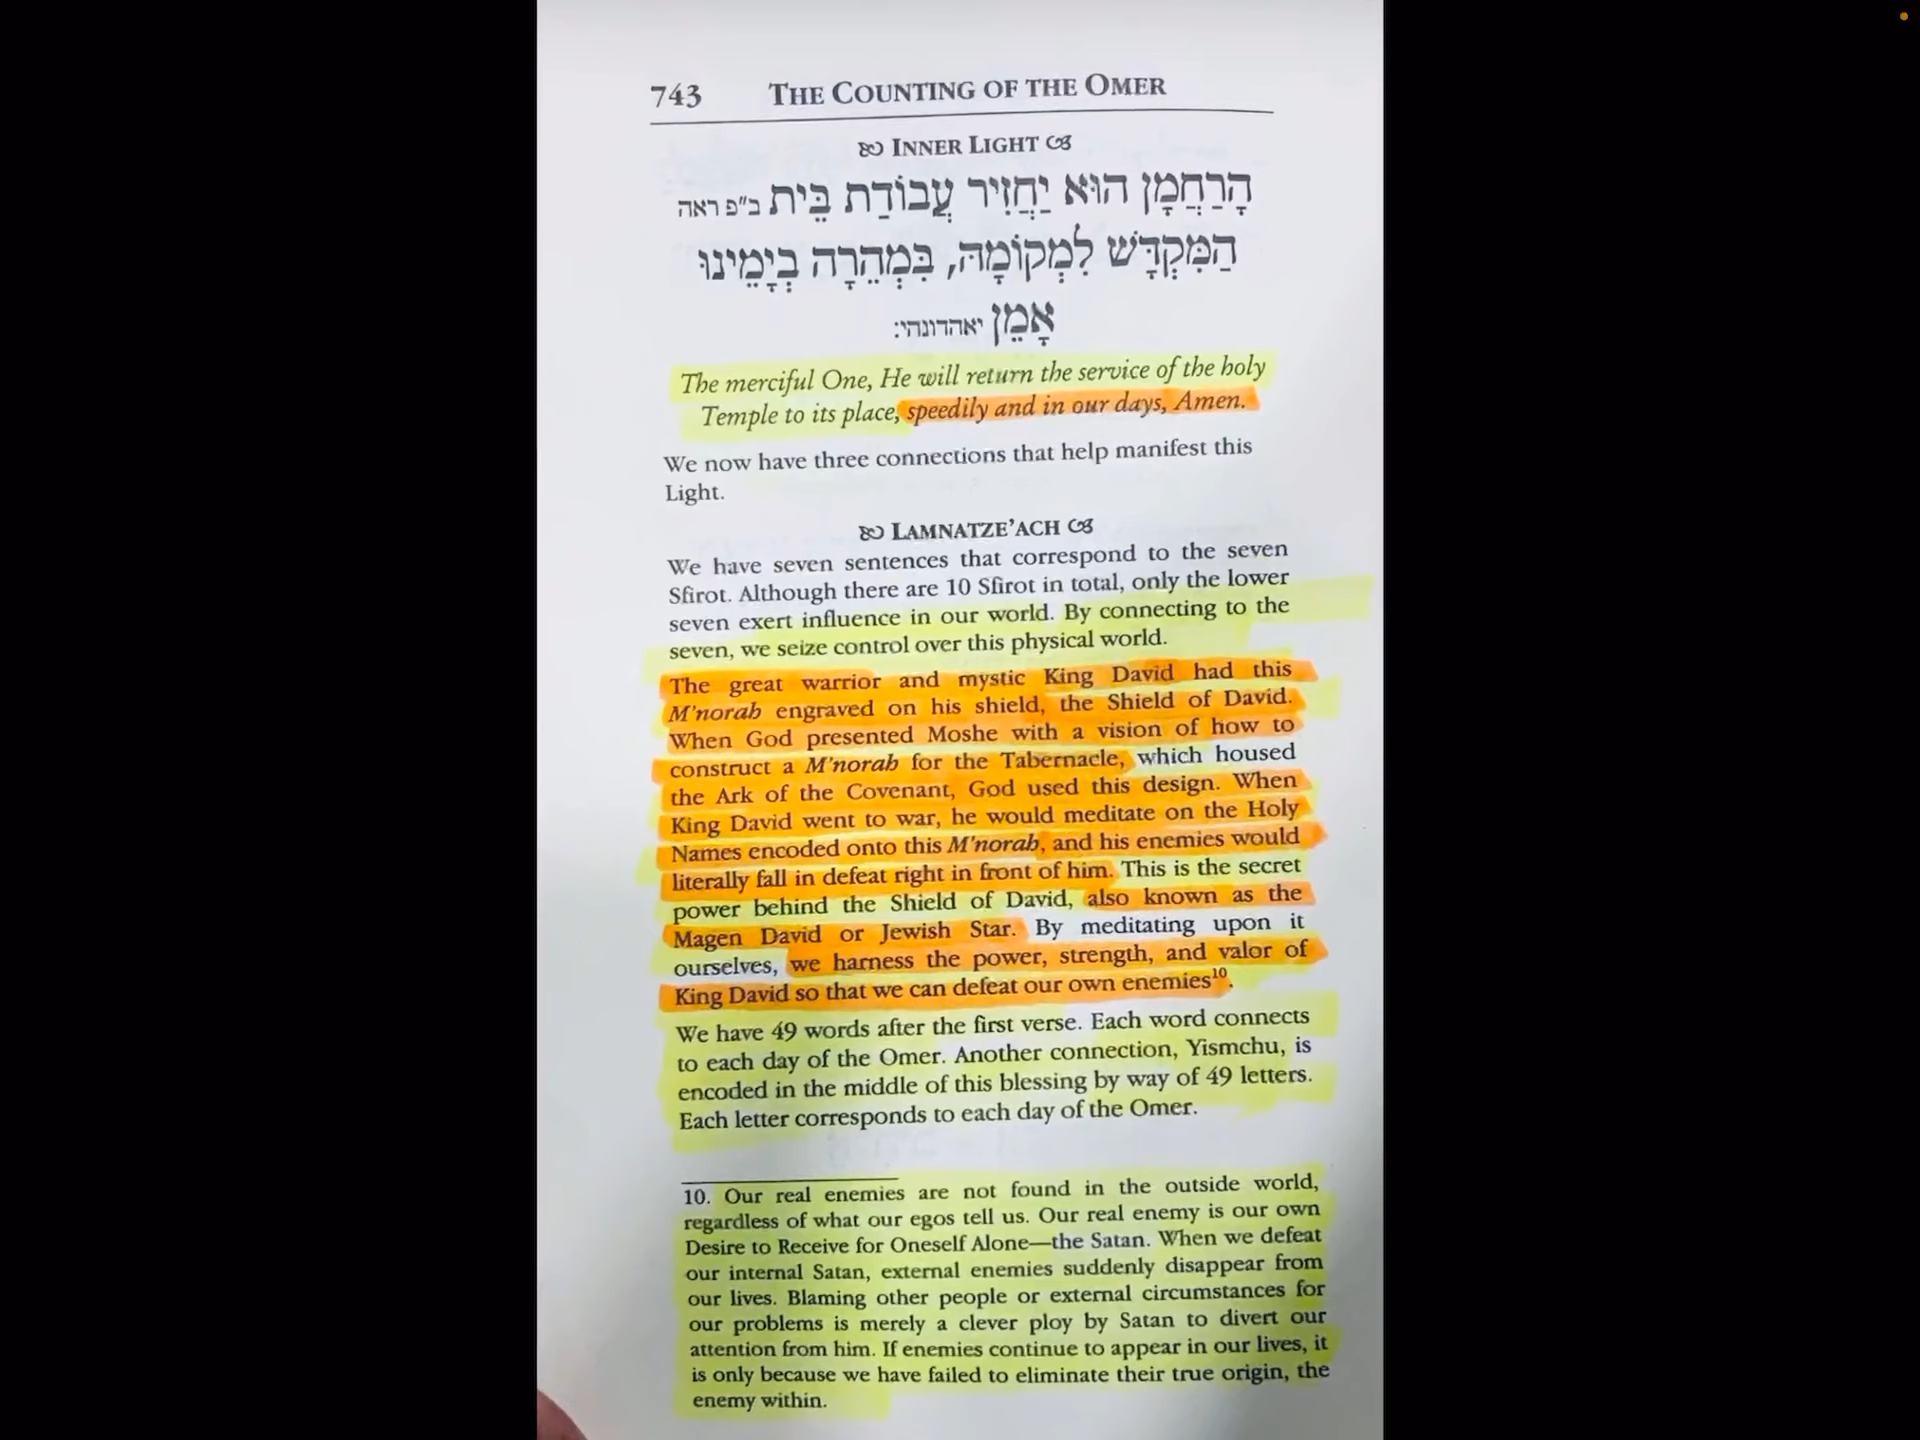 743 THE COUNTING OF THE OMER
INNER LIGHT
הָרַחֲמָן הוּא יַחֲזִיר עֲבוֹדַת בֵּית ב"פ ראה
הַמִּקְדָּשׁ לִמְקוֹמָהּ, בִּמְהֵרָה בְיָמֵינוּ
אָמֵן יאהדונהי:
The merciful One, He will return the service of the holy
Temple to its place, speedily and in our days, Amen.
We now have three connections that help manifest this
Light.
LAMNATZE'ACH
We have seven sentences that correspond to the seven
Sfirot. Although there are 10 Sfirot in total, only the lower
seven exert influence in our world. By connecting to the
seven, we seize control over this physical world.
The great warrior and mystic King David had this
M'norah engraved on his shield, the Shield of David.
When God presented Moshe with a vision of how to
construct a M'norah for the Tabernacle, which housed
the Ark of the Covenant, God used this design. When
King David went to war, he would meditate on the Holy
Names encoded onto this M'norah, and his enemies would
literally fall in defeat right in front of him. This is the secret
power behind the Shield of David, also known as the
Magen David or Jewish Star. By meditating upon it
ourselves, we harness the power, strength, and valor of
King David so that we can defeat our own enemies10.
We have 49 words after the first verse. Each word connects
to each day of the Omer. Another connection, Yismchu, is
encoded in the middle of this blessing by way of 49 letters.
Each letter corresponds to each day of the Omer.
10. Our real enemies are not found in the outside world,
regardless of what our egos tell us. Our real enemy is our own
Desire to Receive for Oneself Alone—the Satan. When we defeat
our internal Satan, external enemies suddenly disappear from
our lives. Blaming other people or external circumstances for
our problems is merely a clever ploy by Satan to divert our
attention from him. If enemies continue to appear in our lives, it
is only because we have failed to eliminate their true origin, the
enemy within.